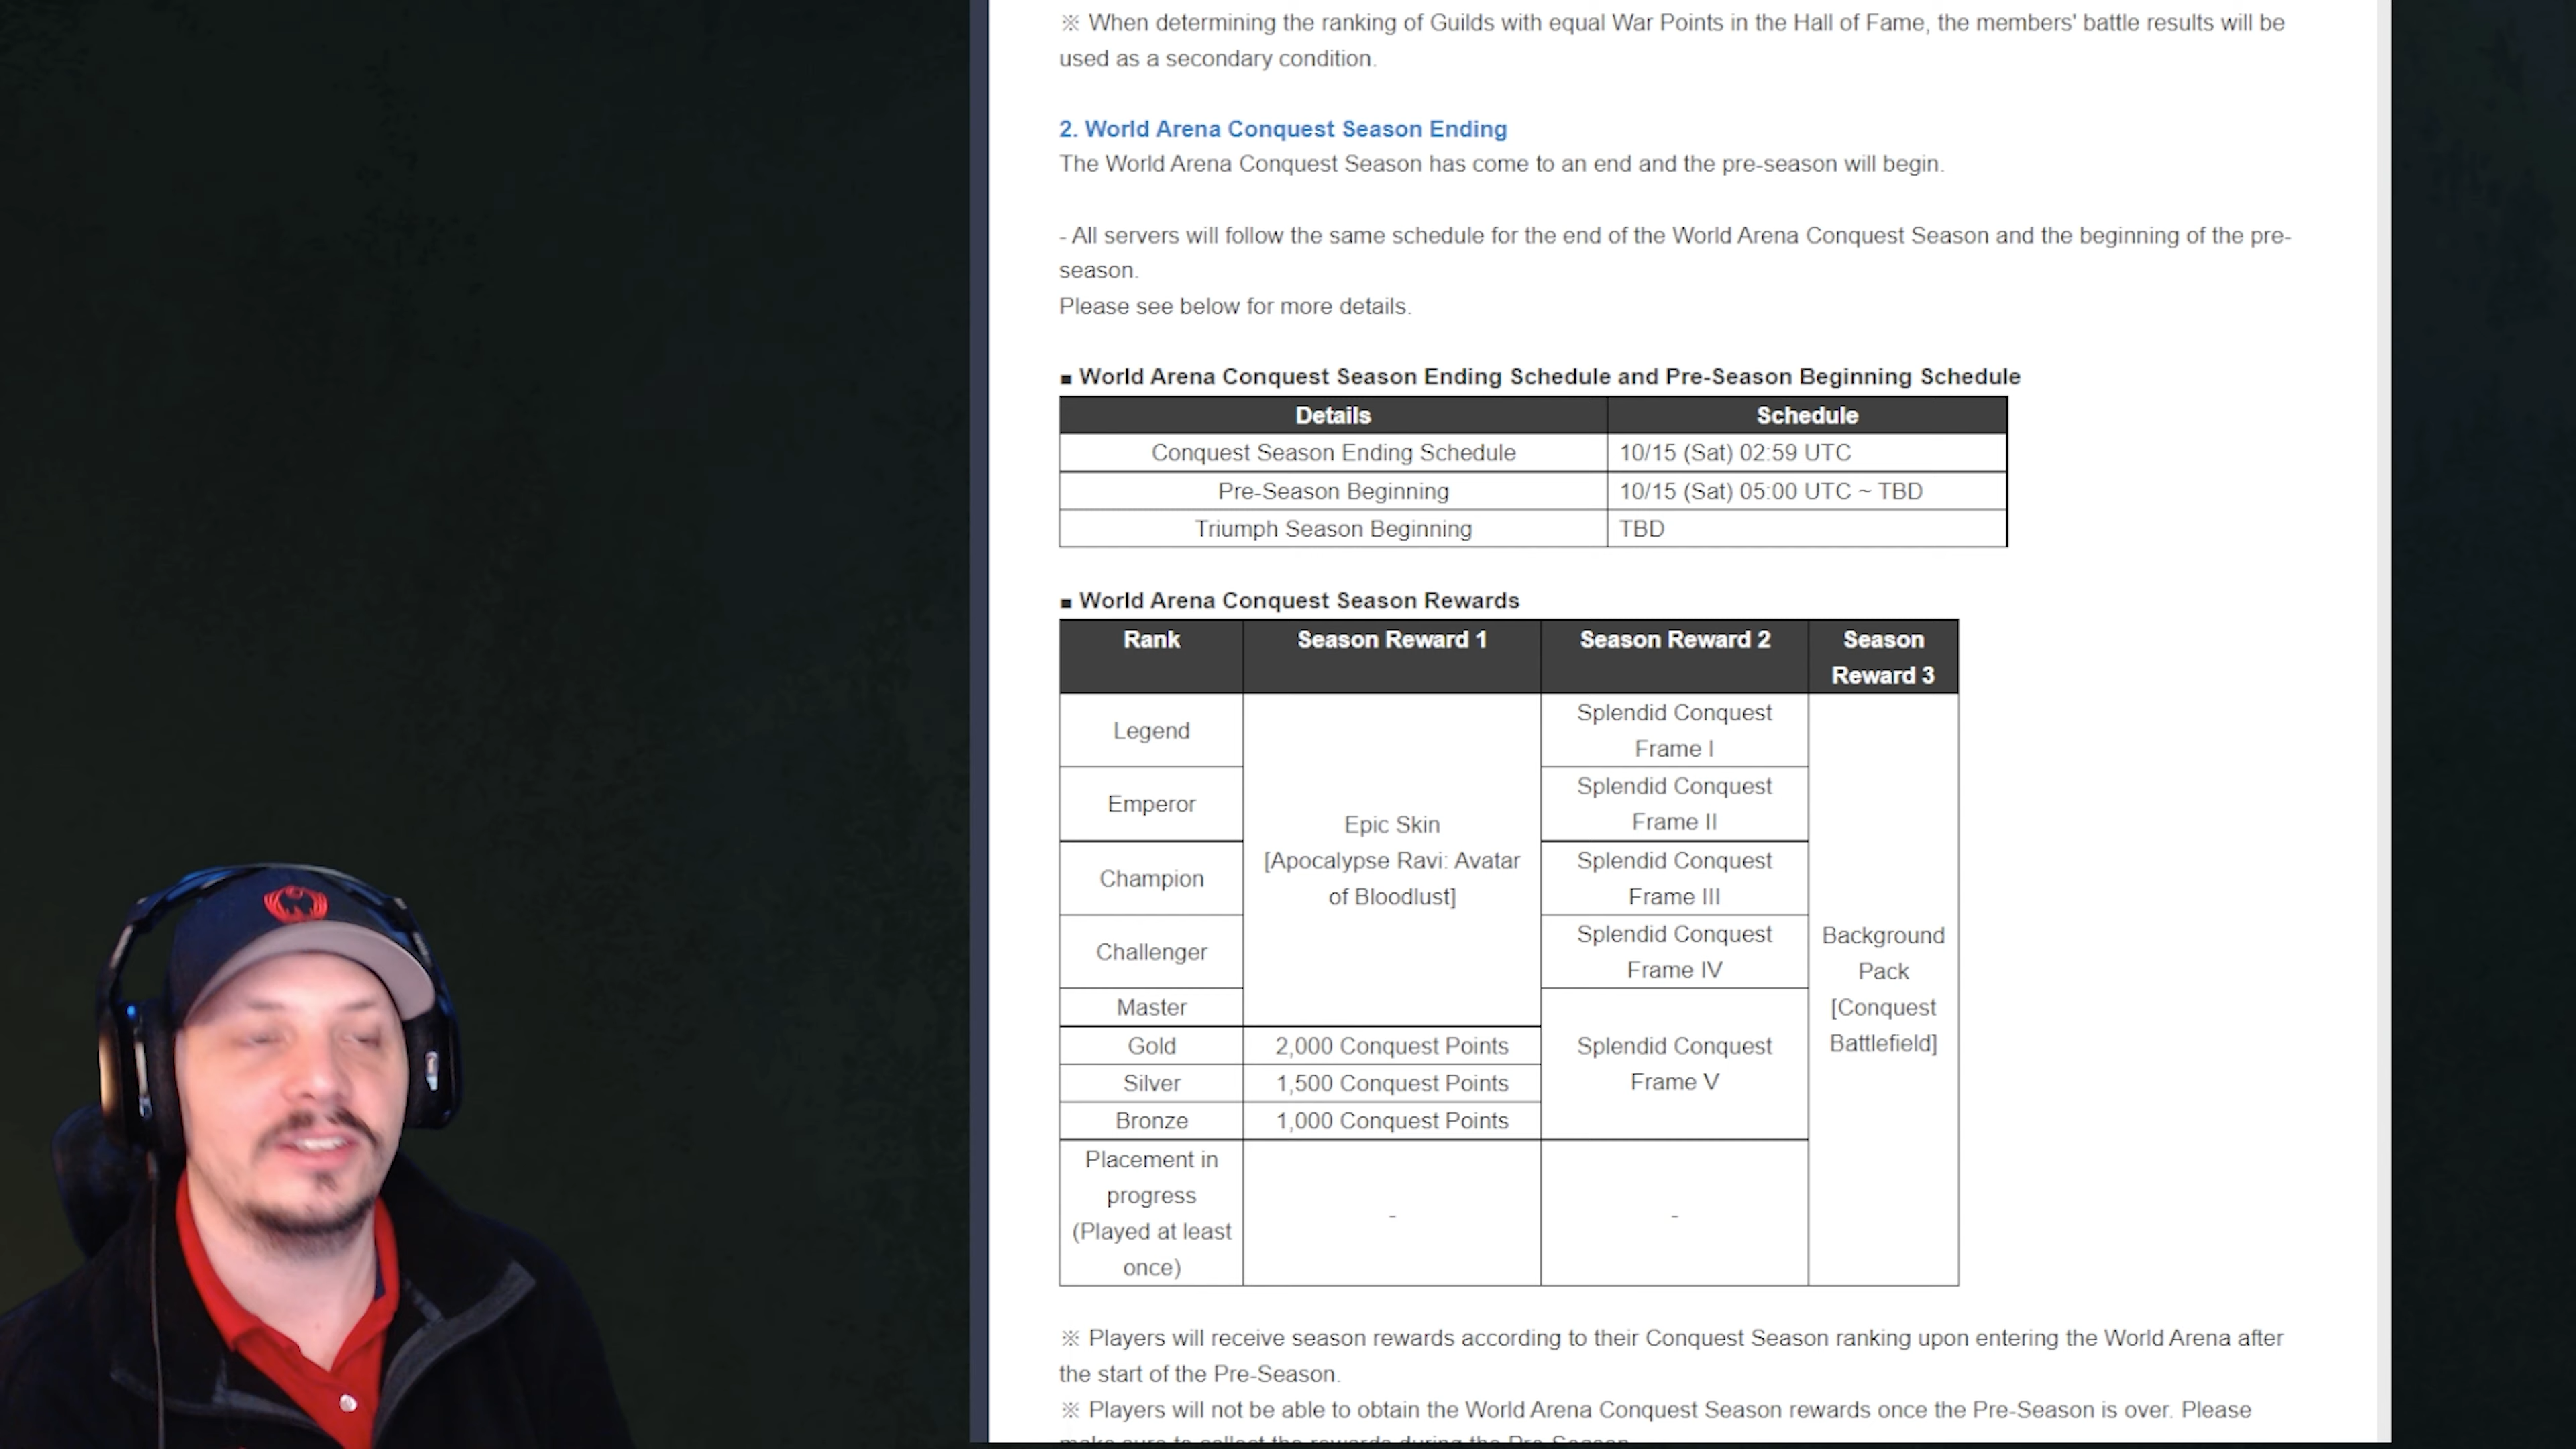 ※ When determining the ranking of Guilds with equal War Points in the Hall of Fame, the members' battle results will be
used as a secondary condition.
2. World Arena Conquest Season Ending
The World Arena Conquest Season has come to an end and the pre-season will begin.
- All servers will follow the same schedule for the end of the World Arena Conquest Season and the beginning of the pre-
season.
Please see below for more details.
■ World Arena Conquest Season Ending Schedule and Pre-Season Beginning Schedule
Details Schedule
Conquest Season Ending Schedule 10/15 (Sat) 02:59 UTC
Pre-Season Beginning 10/15 (Sat) 05:00 UTC ~ TBD
Triumph Season Beginning TBD
■ World Arena Conquest Season Rewards
Rank Season Reward 1 Season Reward 2 Season
Reward 3
Legend
Splendid Conquest
Frame I
Emperor
Splendid Conquest
Frame II
Epic Skin
[Apocalypse Ravi: Avatar
of Bloodlust]
Champion
Splendid Conquest
Frame III
Challenger
Splendid Conquest
Frame IV
Background
Pack
[Conquest
Battlefield]
Master
Gold 2,000 Conquest Points
Splendid Conquest
Frame V
Silver 1,500 Conquest Points
Bronze 1,000 Conquest Points
Placement in
progress
(Played at least
once)
- -
※ Players will receive season rewards according to their Conquest Season ranking upon entering the World Arena after
the start of the Pre-Season.
※ Players will not be able to obtain the World Arena Conquest Season rewards once the Pre-Season is over. Please
make sure to collect the rewards during the Pre-Season.